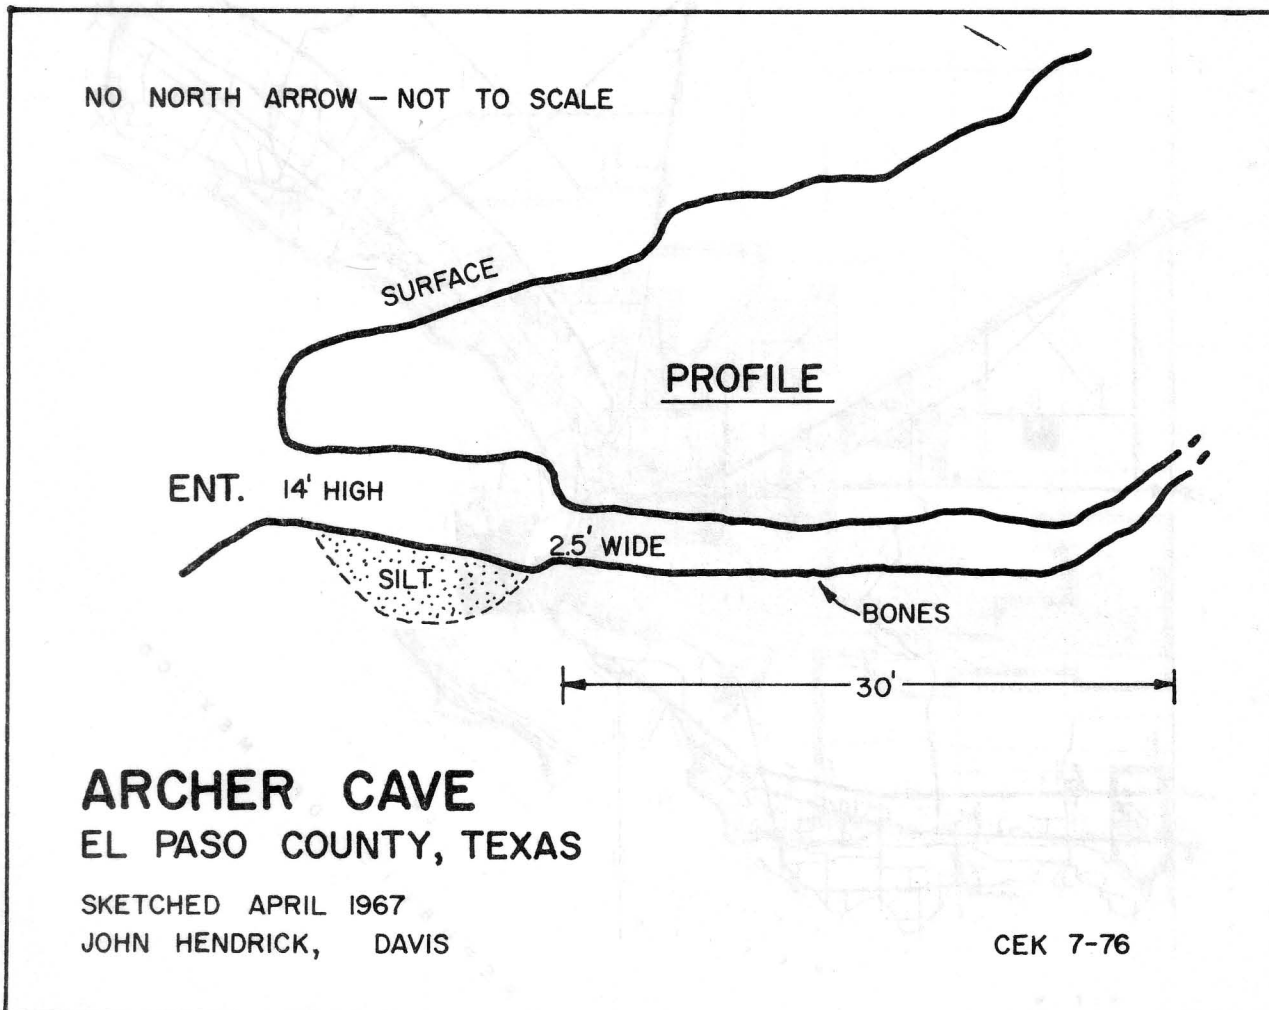 NO NORTH ARROW – NOT TO SCALE
SURFACE
PROFILE
ENT. 14' HIGH
2.5' WIDE
SILT
BONES
30'
ARCHER CAVE
EL PASO COUNTY, TEXAS
SKETCHED APRIL 1967
JOHN HENDRICK, DAVIS
CEK 7-76